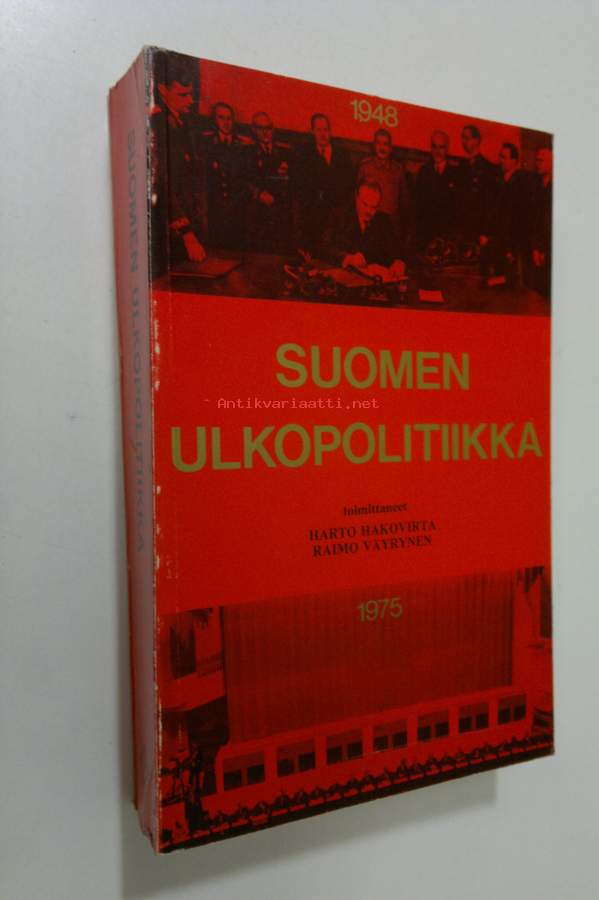 1948
SUOMEN
ULKOPOLITIIKKA
toimittaneet
HARTO HAKOVIRTA
RAIMO VÄYRYNEN
1975
SUOMEN ULKOPOLITIIKKA
Antikvariaatti.net